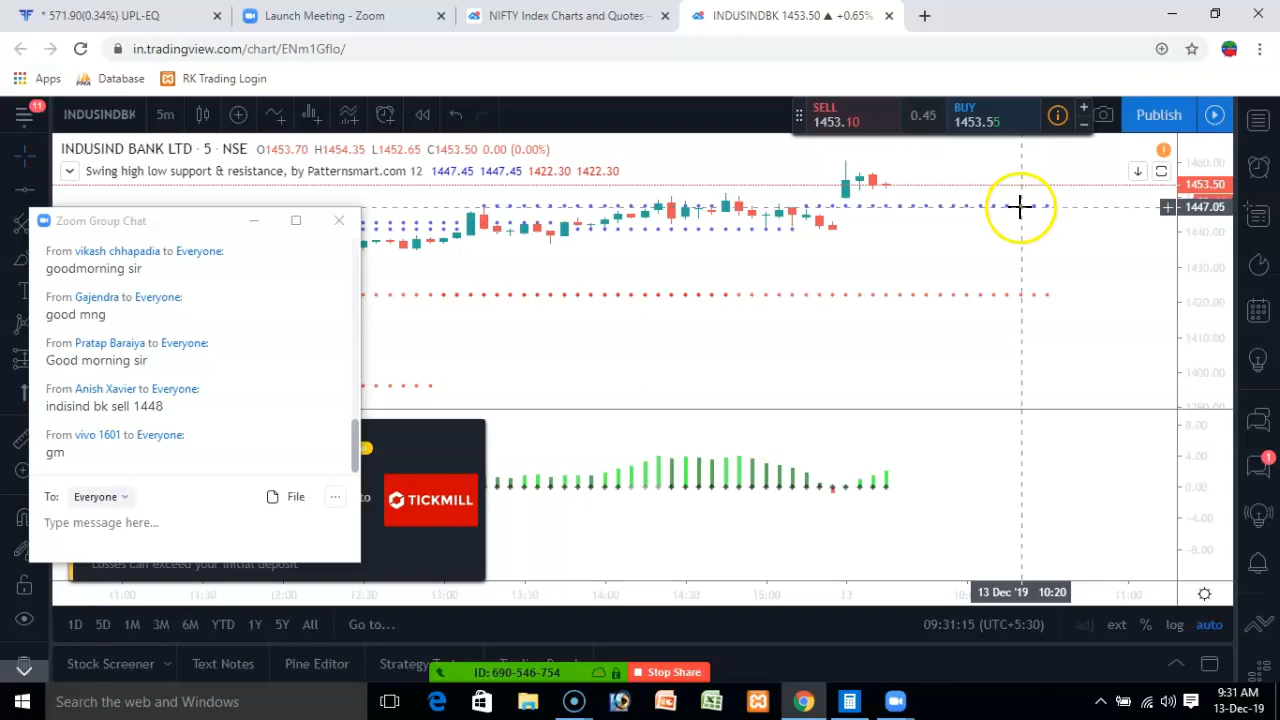 * 571.90(0.34%) UPL-EQ
Launch Meeting - Zoom
NIFTY Index Charts and Quotes –
INDUSINDBK 1453.50 ▲ +0.65%
in.tradingview.com/chart/ENm1Gflo/
Apps
Database
RK Trading Library
11
INDUSINDBK
5m
SELL
1453.10
0.45
BUY
1453.55
Publish
INDUSIND BANK LTD · 5 · NSE O1453.70 H1454.35 L1452.65 C1453.50 0.00 (0.00%)
Swing high low support & resistance, by Patternsmart.com 12 1447.45 1447.45 1422.30 1422.30
1460.00
1453.50
1447.05
1440.00
1430.00
1420.00
1410.00
1400.00
1390.00
8.00
4.00
0.00
-4.00
-8.00
Zoom Group Chat
From vikash chhapadia to Everyone:
goodmorning sir
From Gajendra to Everyone:
good mng
From Pratap Baraiya to Everyone:
Good morning sir
From Anish Xavier to Everyone:
indisind bk sell 1448
From vivo 1601 to Everyone:
gm
To: Everyone
File
Type message here...
to
TICKMILL
Losses can exceed your initial deposit
1
11:00
11:30
12:00
12:30
13:00
13:30
14:00
14:30
15:00
13
13 Dec '19 10:20
11:00
1D 5D 1M 3M 6M YTD 1Y 5Y All Go to...
09:31:15 (UTC+5:30)
adj ext % log auto
Stock Screener
Text Notes
Pine Editor
ID: 690-546-754
Stop Share
Search the web and Windows
9:31 AM
13-Dec-19